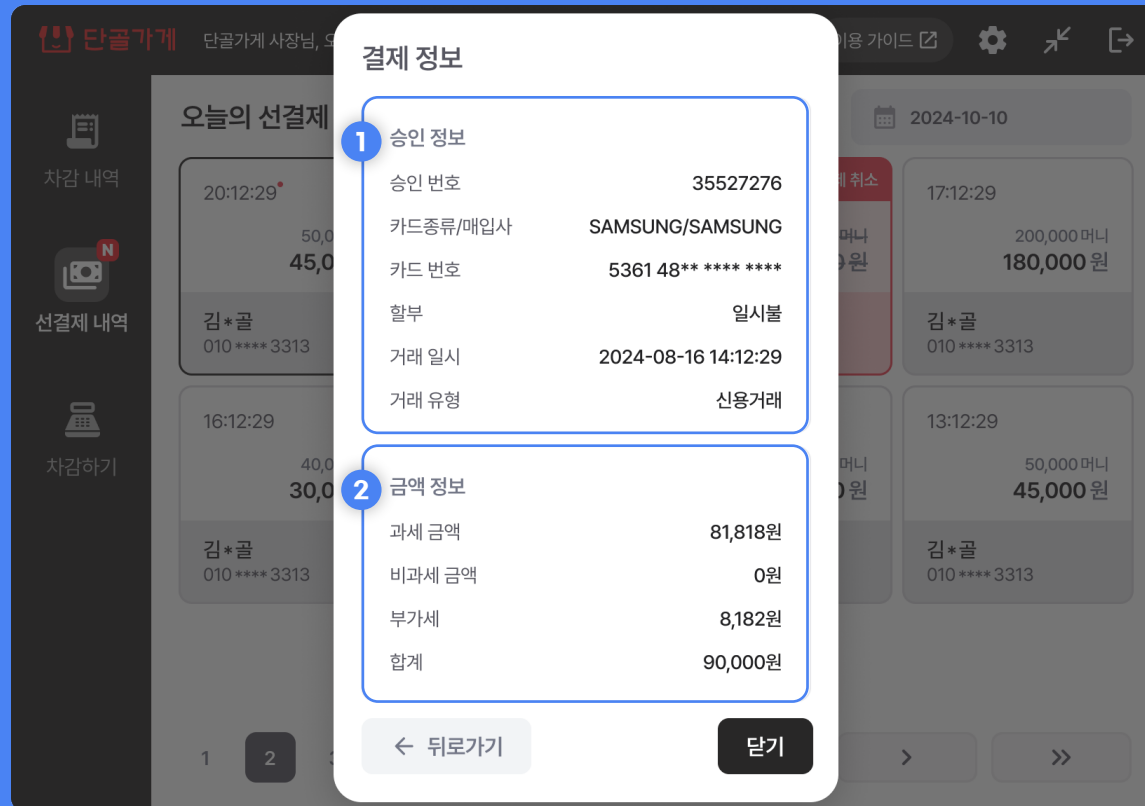 단골가게
단골가게 사장님,
이용 가이드
오늘의 선결제
2024-10-10
차감 내역
N
선결제 내역
차감하기
20:12:29
김*골
010 **** 3313
취소
머니
원
17:12:29
200,000 머니
180,000 원
김*골
010 **** 3313
16:12:29
김*골
010 **** 3313
머니
원
13:12:29
50,000 머니
45,000 원
김*골
010 **** 3313
1
2
결제 정보
1
승인 정보
승인 번호 35527276
카드종류/매입사 SAMSUNG/SAMSUNG
카드 번호 5361 48** **** ****
할부 일시불
거래 일시 2024-08-16 14:12:29
거래 유형 신용거래
2
금액 정보
과세 금액 81,818원
비과세 금액 0원
부가세 8,182원
합계 90,000원
뒤로가기
닫기